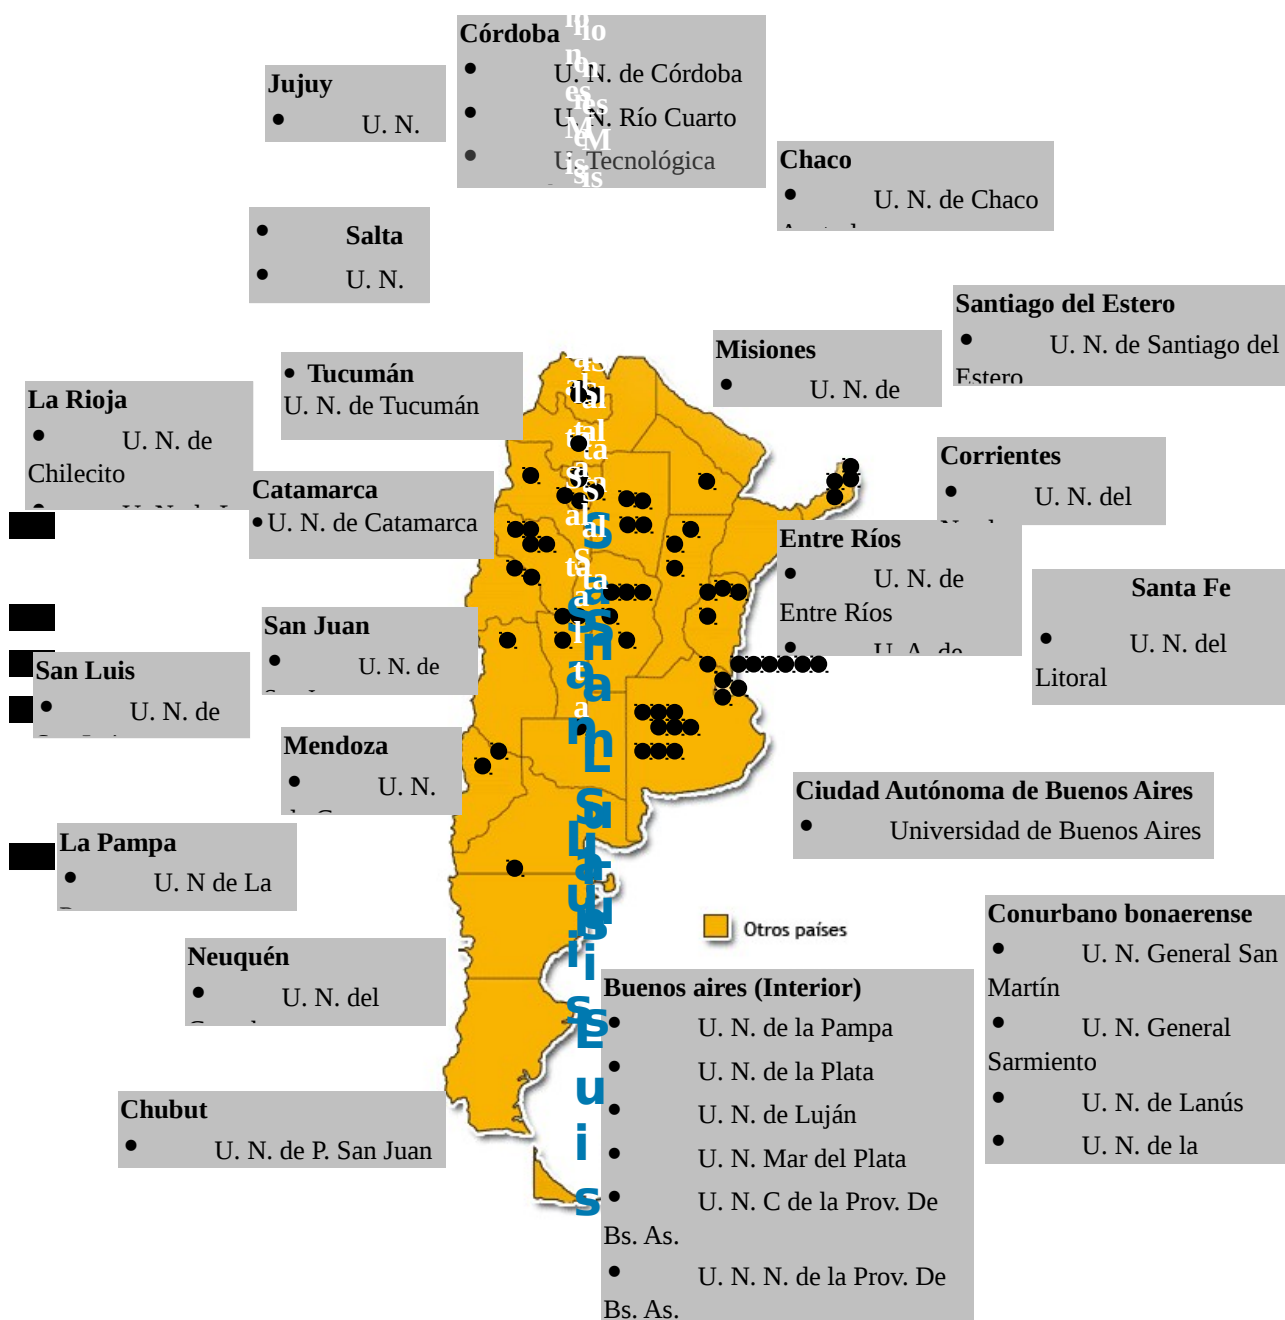 Córdoba
● U. N. de Córdoba
● U. N. Río Cuarto
● U. Tecnológica
Jujuy
● U. N.
Chaco
● U. N. de Chaco
● Salta
● U. N.
Santiago del Estero
● U. N. de Santiago del
Estero
Misiones
● U. N. de
● Tucumán
U. N. de Tucumán
La Rioja
● U. N. de
Chilecito
Catamarca
● U. N. de Catamarca
Corrientes
● U. N. del
Entre Ríos
● U. N. de
Entre Ríos
● U. A. de
Santa Fe
● U. N. del
Litoral
San Juan
● U. N. de
San Luis
● U. N. de
Mendoza
● U. N.
Ciudad Autónoma de Buenos Aires
● Universidad de Buenos Aires
La Pampa
● U. N de La
Otros países
Conurbano bonaerense
● U. N. General San
Martín
● U. N. General
Sarmiento
● U. N. de Lanús
● U. N. de la
Neuquén
● U. N. del
Buenos aires (Interior)
● U. N. de la Pampa
● U. N. de la Plata
● U. N. de Luján
● U. N. Mar del Plata
● U. N. C de la Prov. De
Bs. As.
● U. N. N. de la Prov. De
Bs. As.
Chubut
● U. N. de P. San Juan